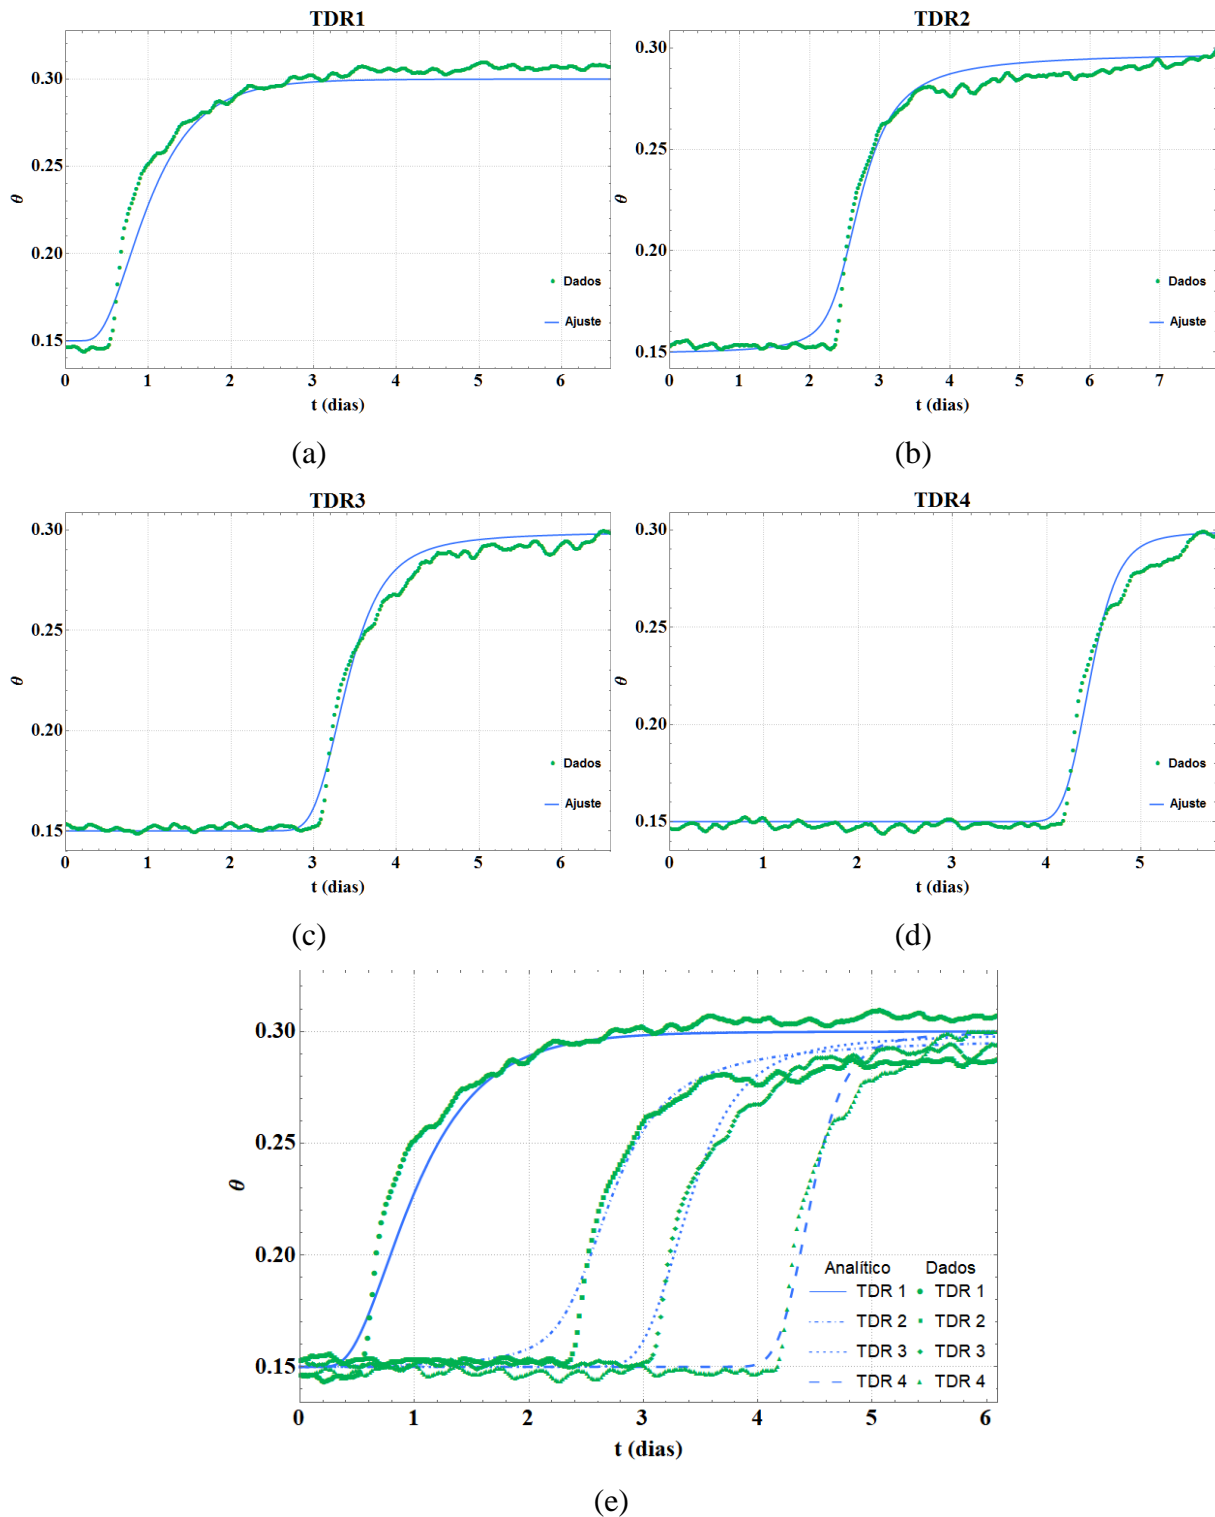 TDR1
0.30
0.25
θ
0.20
Dados
Ajuste
0.15
0 1 2 3 4 5 6
t (dias)
(a)
TDR2
0.30
0.25
θ
0.20
Dados
Ajuste
0.15
0 1 2 3 4 5 6 7
t (dias)
(b)
TDR3
0.30
0.25
θ
0.20
Dados
Ajuste
0.15
0 1 2 3 4 5 6
t (dias)
(c)
TDR4
0.30
0.25
θ
0.20
Dados
Ajuste
0.15
0 1 2 3 4 5
t (dias)
(d)
0.30
0.25
θ
0.20
Analítico Dados
TDR 1 TDR 1
TDR 2 TDR 2
TDR 3 TDR 3
TDR 4 TDR 4
0.15
0 1 2 3 4 5 6
t (dias)
(e)